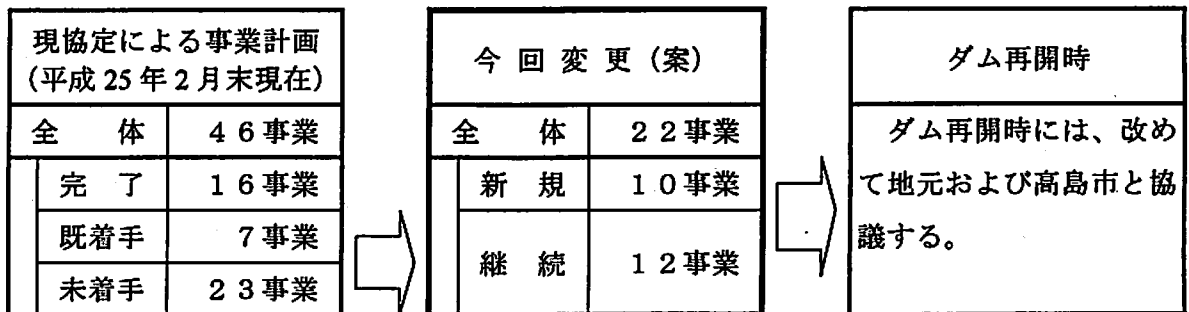 現協定による事業計画
(平成25年2月末現在)
全体 46事業
完了 16事業
既着手 7事業
未着手 23事業
今回変更(案)
全体 22事業
新規 10事業
継続 12事業
ダム再開時
ダム再開時には、改め
て地元および高島市と協
議する。